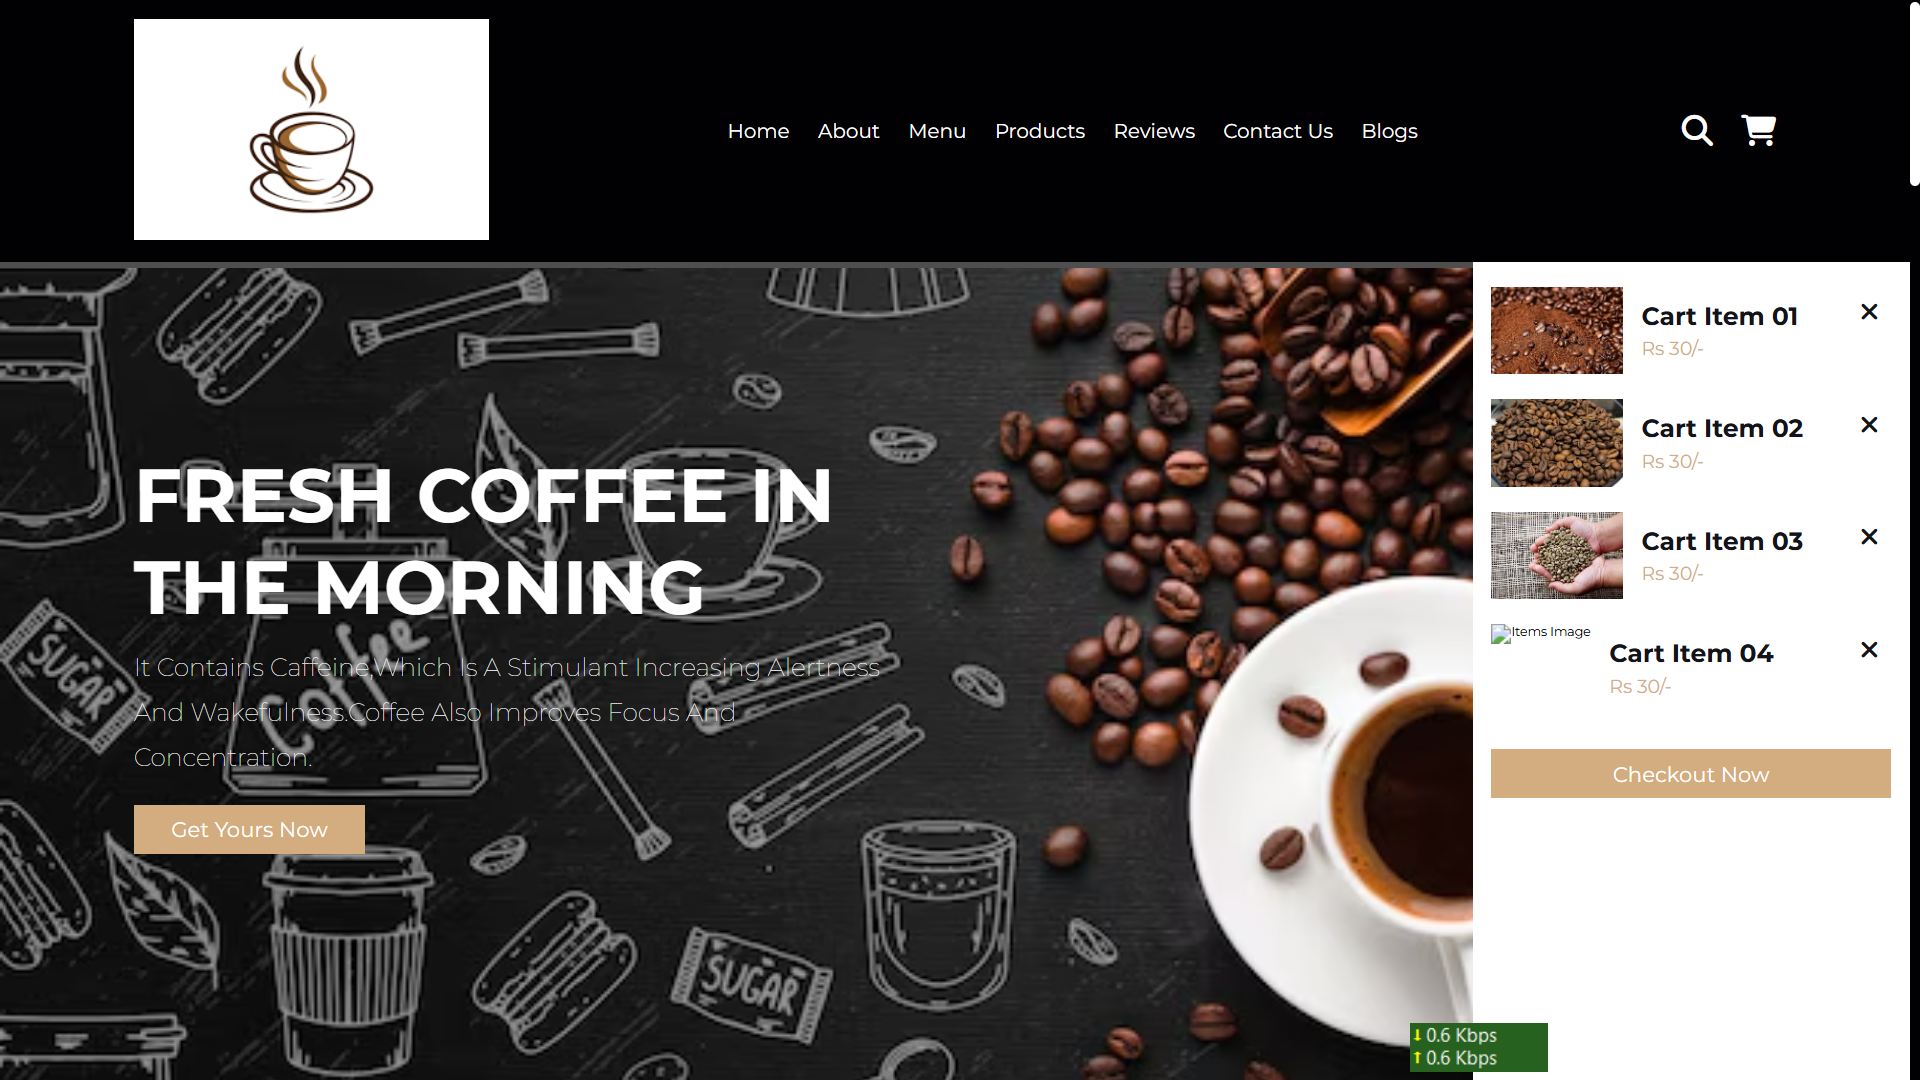 Home About Menu Products Reviews Contact Us Blogs
FRESH COFFEE IN
THE MORNING
It Contains Caffeine,Which Is A Stimulant Increasing Alertness
And Wakefulness.Coffee Also Improves Focus And
Concentration.
Get Yours Now
Coffee
SUGAR
SUGAR
Cart Item 01
Rs 30/-
Cart Item 02
Rs 30/-
Cart Item 03
Rs 30/-
Items Image
Cart Item 04
Rs 30/-
Checkout Now
0.6 Kbps
0.6 Kbps